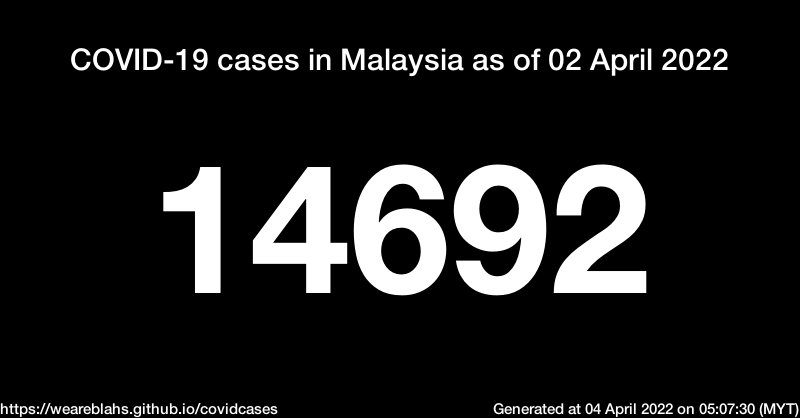 COVID-19 cases in Malaysia as of 02 April 2022
14692
https://weareblahs.github.io/covidcases
Generated at 04 April 2022 on 05:07:30 (MYT)